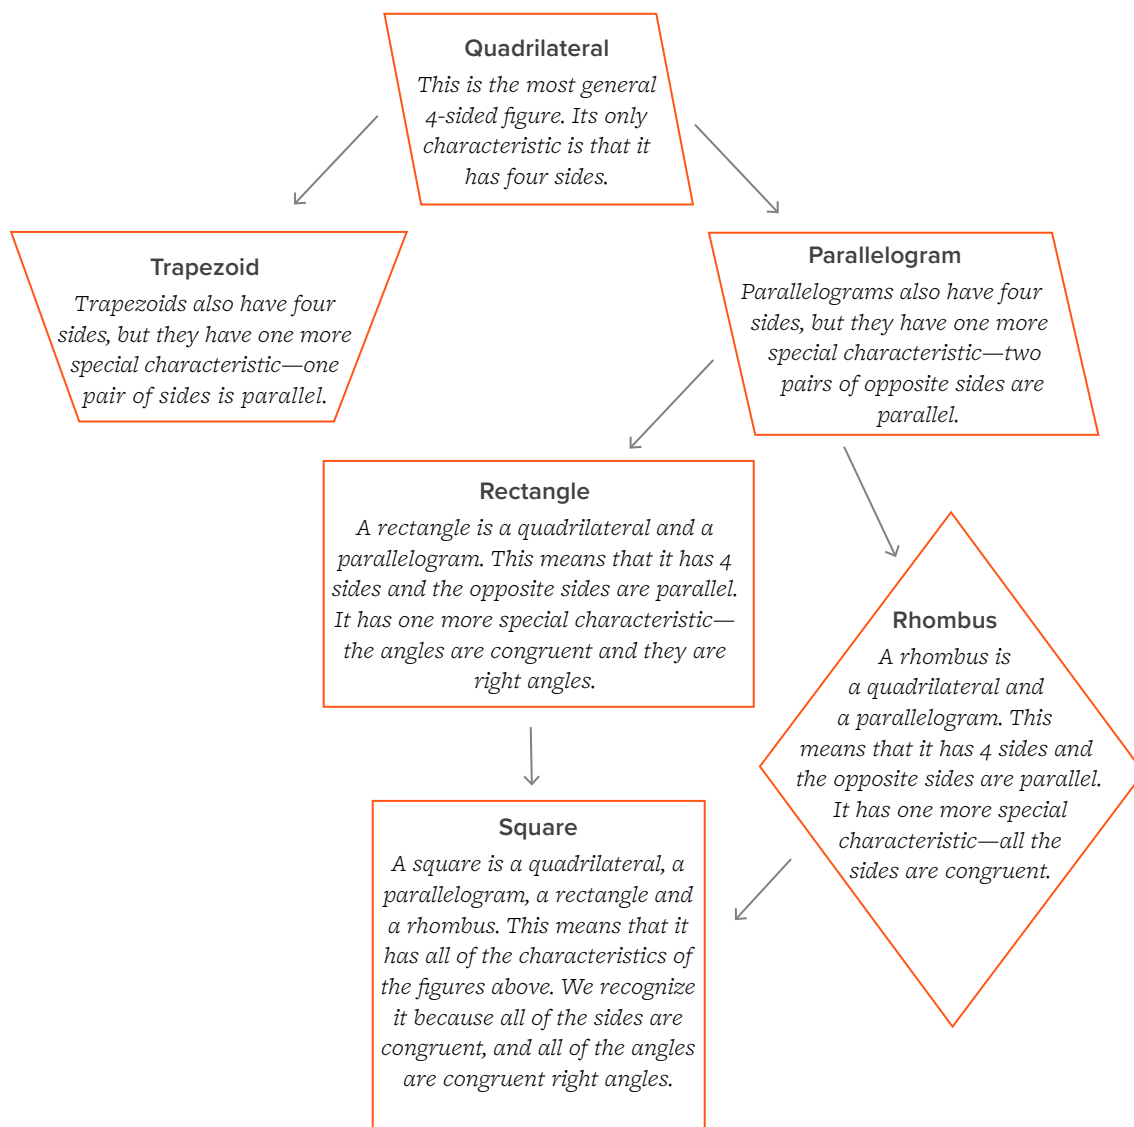 Quadrilateral
This is the most general
4-sided figure. Its only
characteristic is that it
has four sides.
Trapezoid
Trapezoids also have four
sides, but they have one more
special characteristic—one
pair of sides is parallel.
Parallelogram
Parallelograms also have four
sides, but they have one more
special characteristic—two
pairs of opposite sides are
parallel.
Rectangle
A rectangle is a quadrilateral and a
parallelogram. This means that it has 4
sides and the opposite sides are parallel.
It has one more special characteristic—
the angles are congruent and they are
right angles.
Rhombus
A rhombus is
a quadrilateral and
a parallelogram. This
means that it has 4 sides and
the opposite sides are parallel.
It has one more special
characteristic—all the
sides are congruent.
Square
A square is a quadrilateral, a
parallelogram, a rectangle and
a rhombus. This means that it
has all of the characteristics of
the figures above. We recognize
it because all of the sides are
congruent, and all of the angles
are congruent right angles.